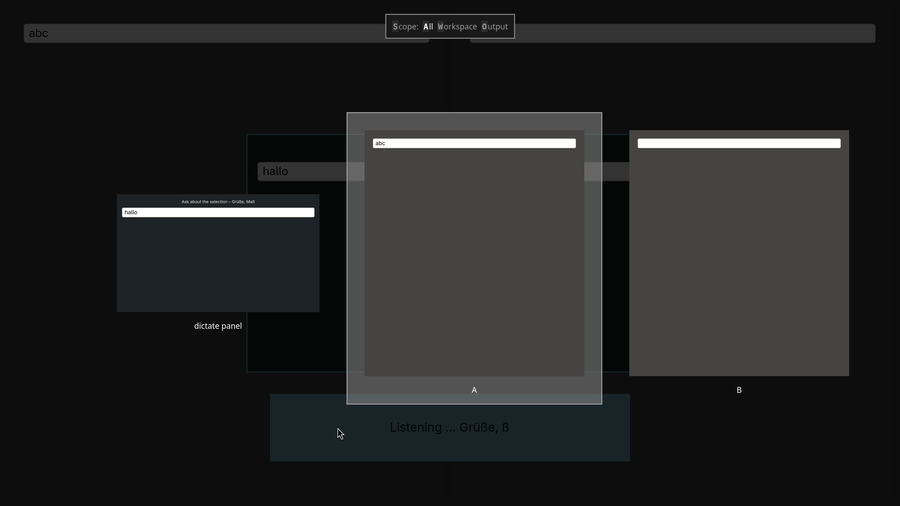 Scope: All Workspace Output
abc
hallo
abc
Ask about the selection – Grüße, Maß
hallo
dictate panel
A
B
Listening ... Grüße, ß